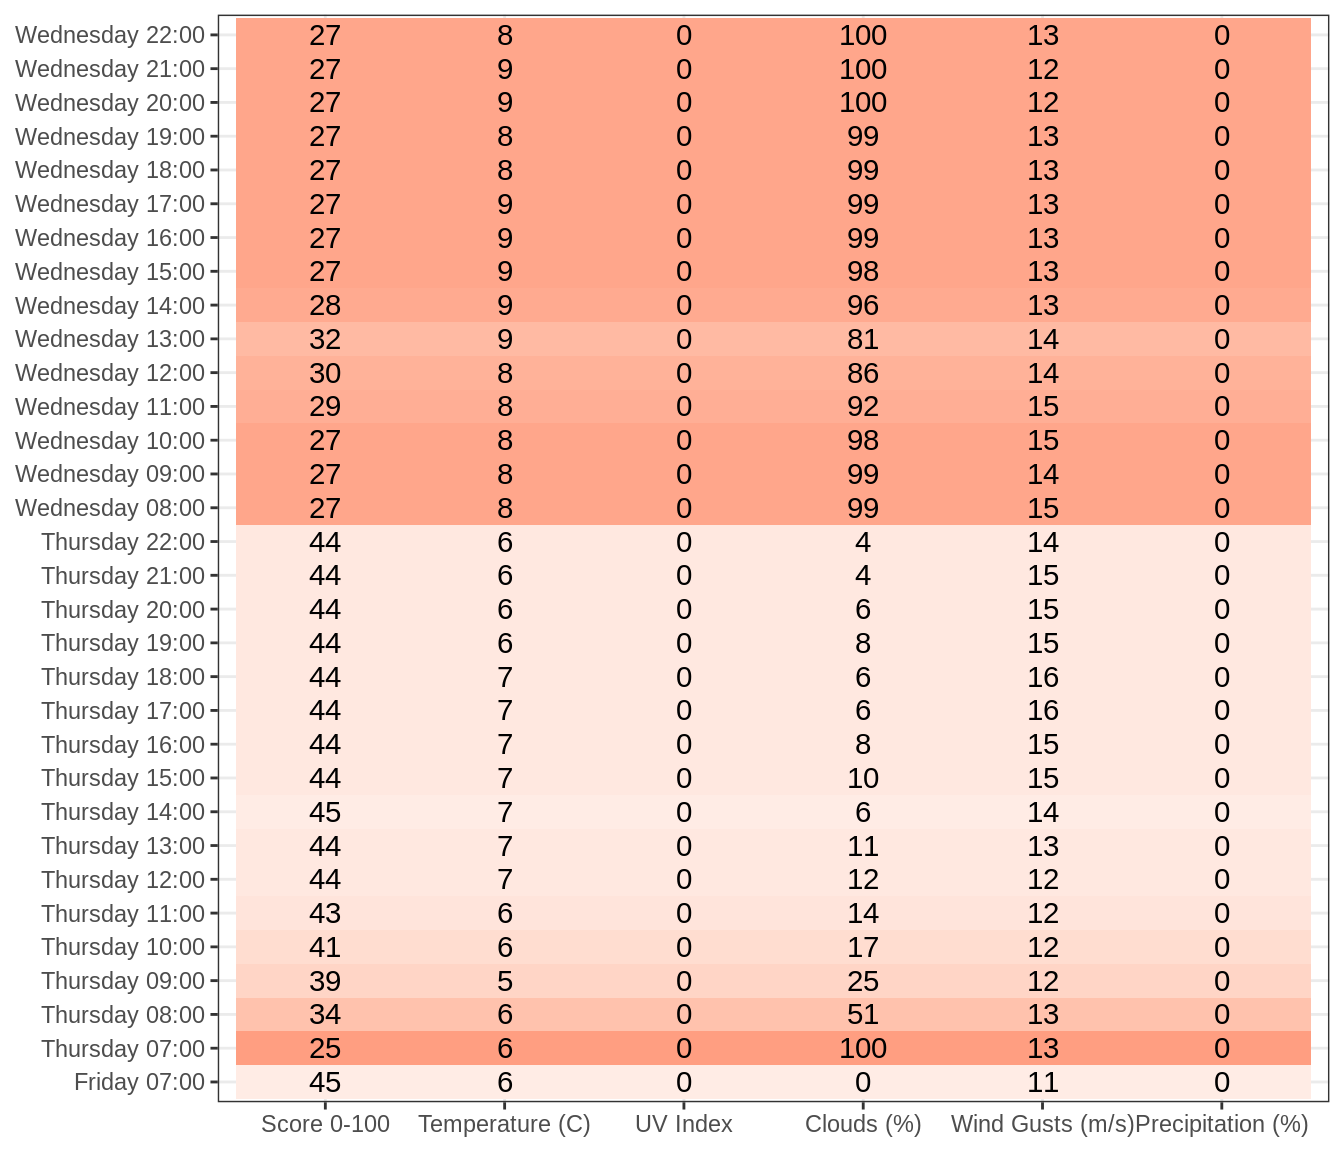 Wednesday 22:00 27 8 0 100 13 0
Wednesday 21:00 27 9 0 100 12 0
Wednesday 20:00 27 9 0 100 12 0
Wednesday 19:00 27 8 0 99 13 0
Wednesday 18:00 27 8 0 99 13 0
Wednesday 17:00 27 9 0 99 13 0
Wednesday 16:00 27 9 0 99 13 0
Wednesday 15:00 27 9 0 98 13 0
Wednesday 14:00 28 9 0 96 13 0
Wednesday 13:00 32 9 0 81 14 0
Wednesday 12:00 30 8 0 86 14 0
Wednesday 11:00 29 8 0 92 15 0
Wednesday 10:00 27 8 0 98 15 0
Wednesday 09:00 27 8 0 99 14 0
Wednesday 08:00 27 8 0 99 15 0
Thursday 22:00 44 6 0 4 14 0
Thursday 21:00 44 6 0 4 15 0
Thursday 20:00 44 6 0 6 15 0
Thursday 19:00 44 6 0 8 15 0
Thursday 18:00 44 7 0 6 16 0
Thursday 17:00 44 7 0 6 16 0
Thursday 16:00 44 7 0 8 15 0
Thursday 15:00 44 7 0 10 15 0
Thursday 14:00 45 7 0 6 14 0
Thursday 13:00 44 7 0 11 13 0
Thursday 12:00 44 7 0 12 12 0
Thursday 11:00 43 6 0 14 12 0
Thursday 10:00 41 6 0 17 12 0
Thursday 09:00 39 5 0 25 12 0
Thursday 08:00 34 6 0 51 13 0
Thursday 07:00 25 6 0 100 13 0
Friday 07:00 45 6 0 0 11 0
Score 0-100 Temperature (C) UV Index Clouds (%) Wind Gusts (m/s) Precipitation (%)